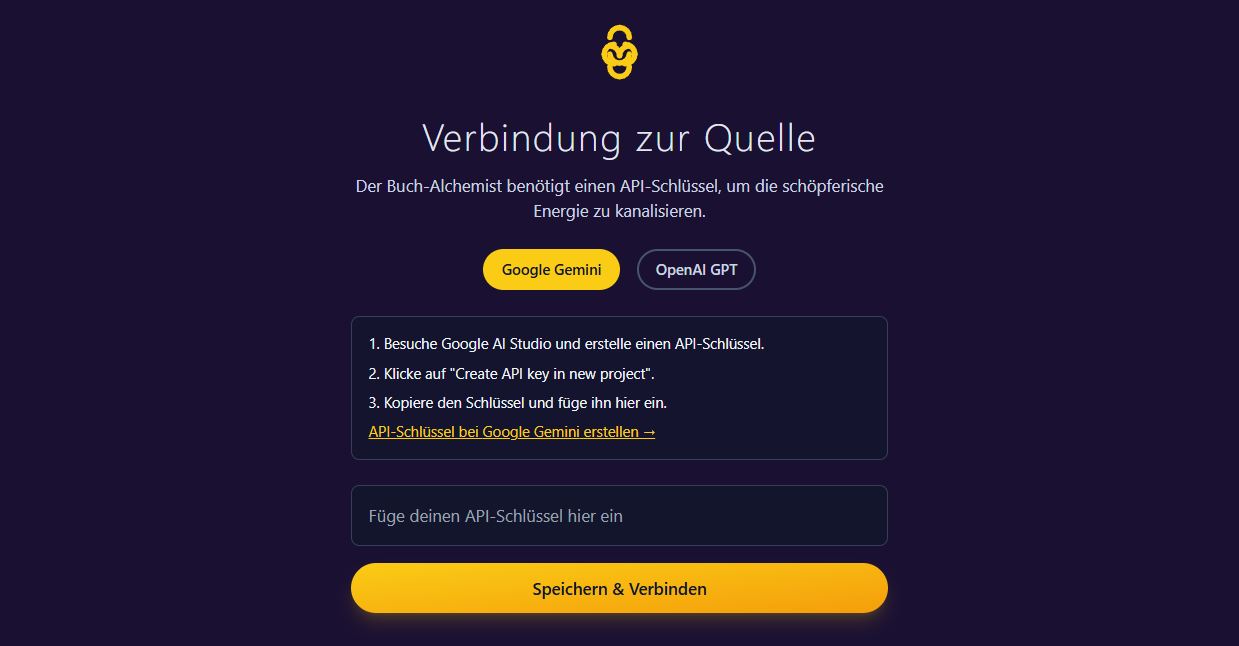 Verbindung zur Quelle
Der Buch-Alchemist benötigt einen API-Schlüssel, um die schöpferische
Energie zu kanalisieren.
Google Gemini
OpenAI GPT
1. Besuche Google AI Studio und erstelle einen API-Schlüssel.
2. Klicke auf "Create API key in new project".
3. Kopiere den Schlüssel und füge ihn hier ein.
API-Schlüssel bei Google Gemini erstellen →
Füge deinen API-Schlüssel hier ein
Speichern & Verbinden